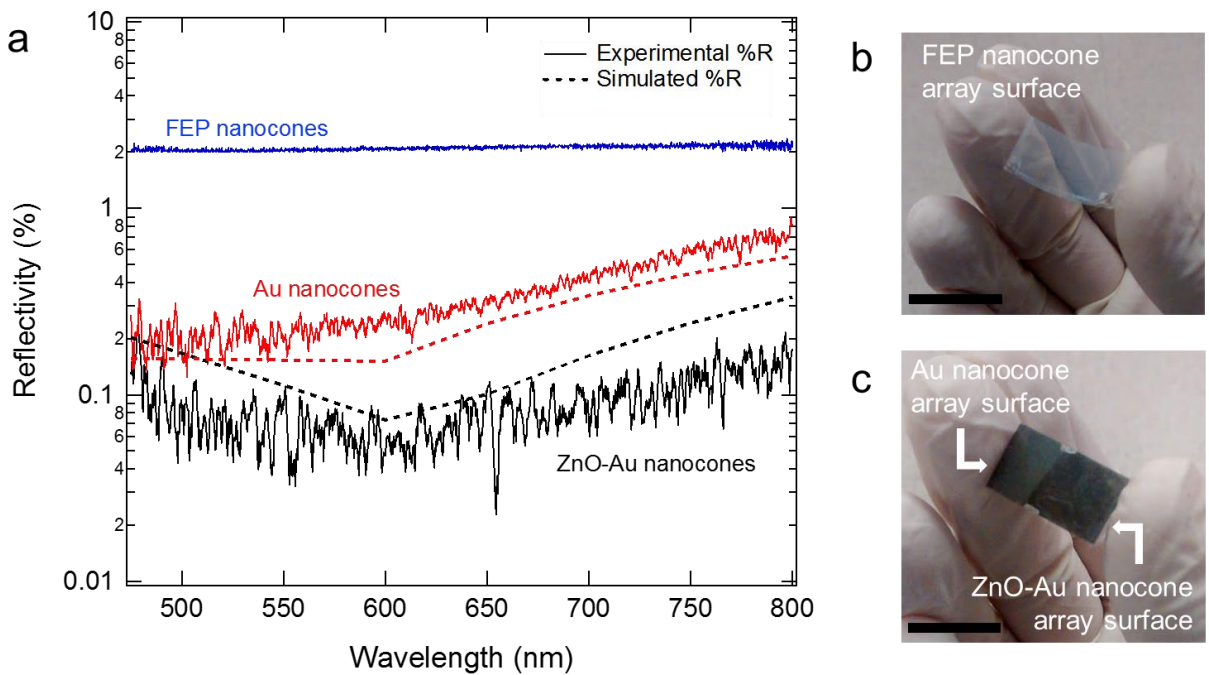 a
10
8
6
4
2
1
8
6
4
2
0.1
8
6
4
2
0.01
Reflectivity (%)
Experimental %R
Simulated %R
FEP nanocones
Au nanocones
ZnO-Au nanocones
500
550
600
650
700
750
800
Wavelength (nm)
b
FEP nanocone
array surface
c
Au nanocone
array surface
ZnO-Au nanocone
array surface